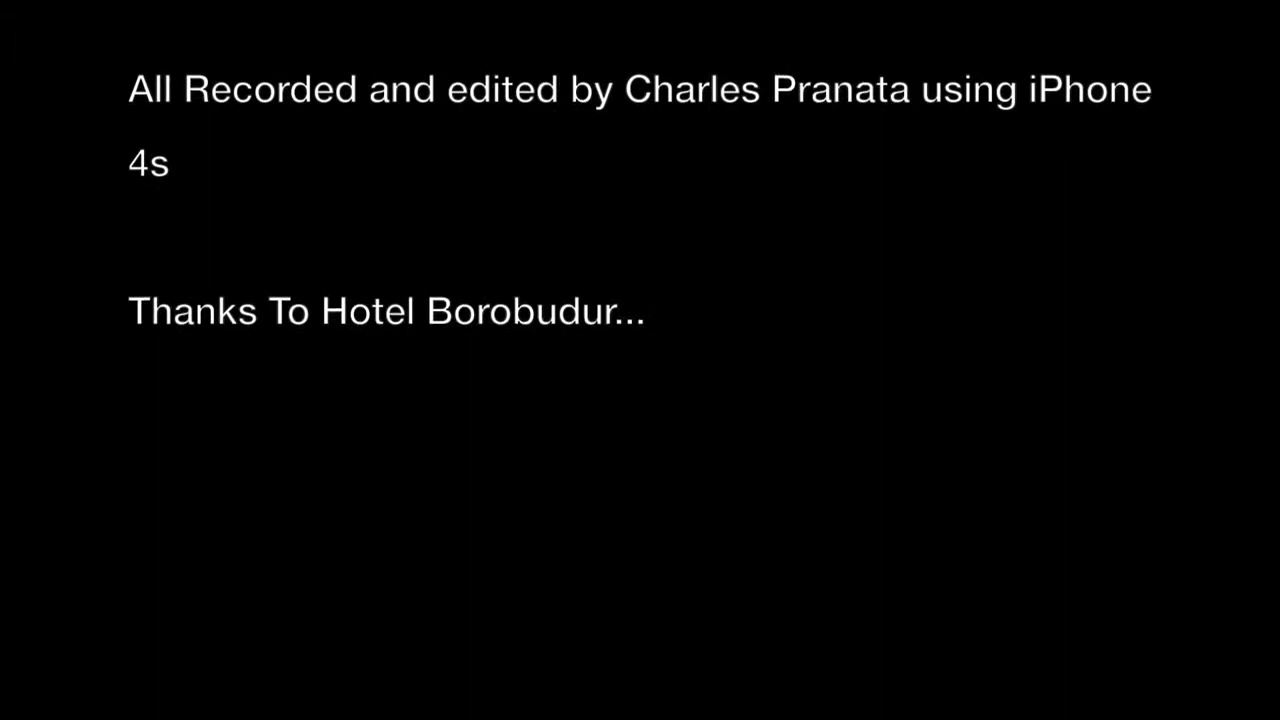 All Recorded and edited by Charles Pranata using iPhone
4s
Thanks To Hotel Borobudur...